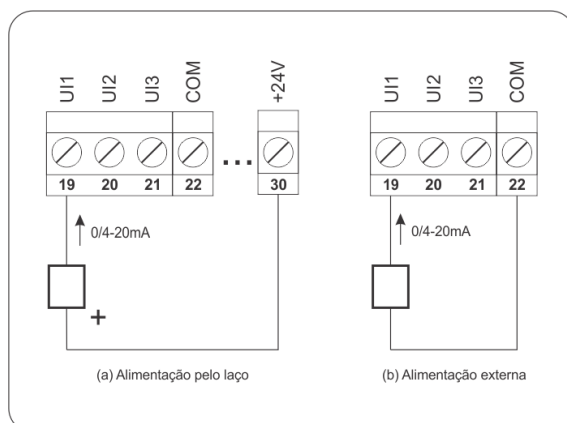 UI1 UI2 UI3 COM +24V
19 20 21 22 ... 30
0/4-20mA
+
(a) Alimentação pelo laço
UI1 UI2 UI3 COM
19 20 21 22
0/4-20mA
(b) Alimentação externa